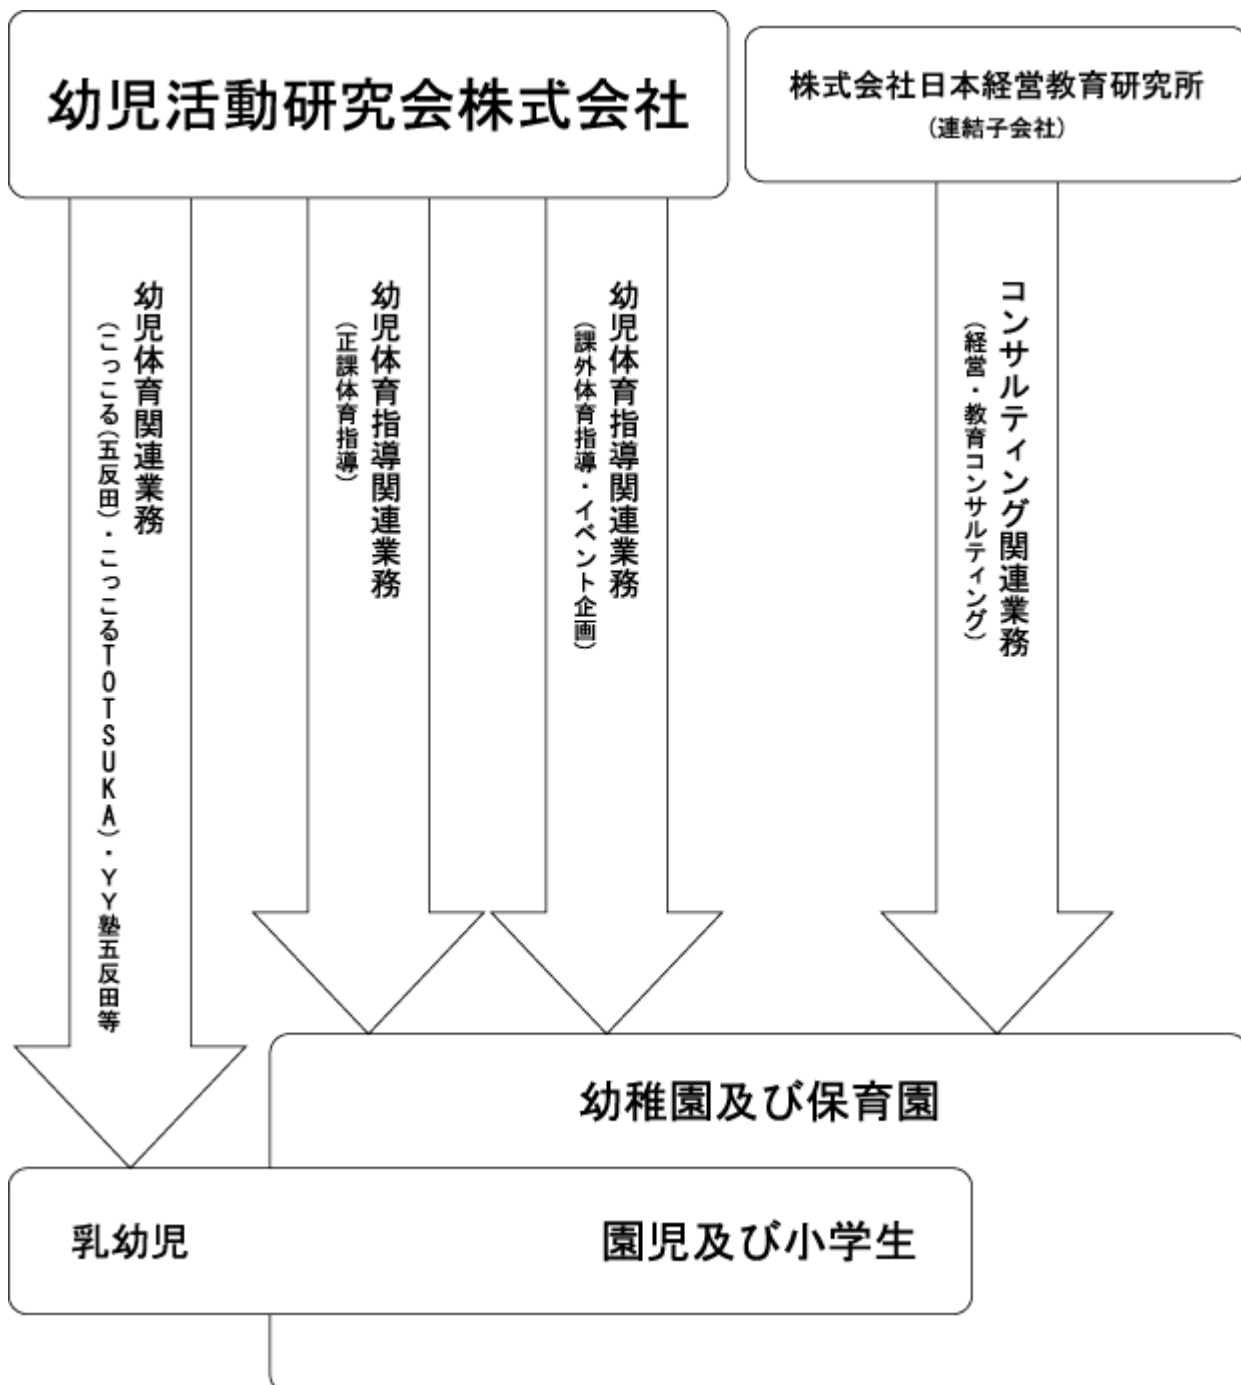 幼児活動研究会株式会社
株式会社日本経営教育研究所
(連結子会社)
幼児体育関連業務
(こっこる(五反田)・こっこるTOTSUKA)・YY塾五反田等
幼児体育指導関連業務
(正課体育指導)
幼児体育指導関連業務
(課外体育指導・イベント企画)
コンサルティング関連業務
(経営・教育コンサルティング)
幼稚園及び保育園
乳幼児
園児及び小学生